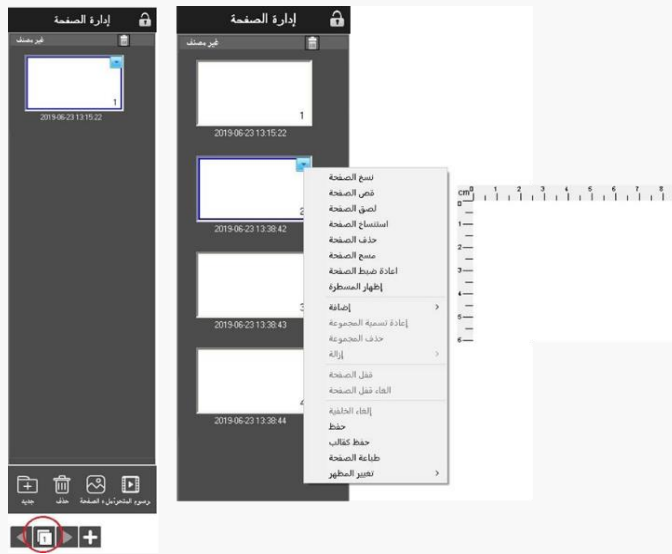 إدارة الصفحة
غير مصنف
1
2019-06-23 13:15:22
جديد
حذف
ملء الصفحة
1
إدارة الصفحة
غير مصنف
1
2019-06-23 13:15:22
2
2019-06-23 13:38:42
3
2019-06-23 13:38:43
4
2019-06-23 13:38:44
نسخ الصفحة
قص الصفحة
لصق الصفحة
استنساخ الصفحة
حذف الصفحة
مسح الصفحة
اعادة ضبط الصفحة
إظهار المسطرة
إضافة
إعادة تسمية المجموعة
حذف المجموعة
إزالة
قفل الصفحة
الغاء قفل الصفحة
إلغاء الخلفية
حفظ
حفظ كقالب
طباعة الصفحة
تغيير المظهر
cm 0 1 2 3 4 5 6 7 8
0
1
2
3
4
5
6